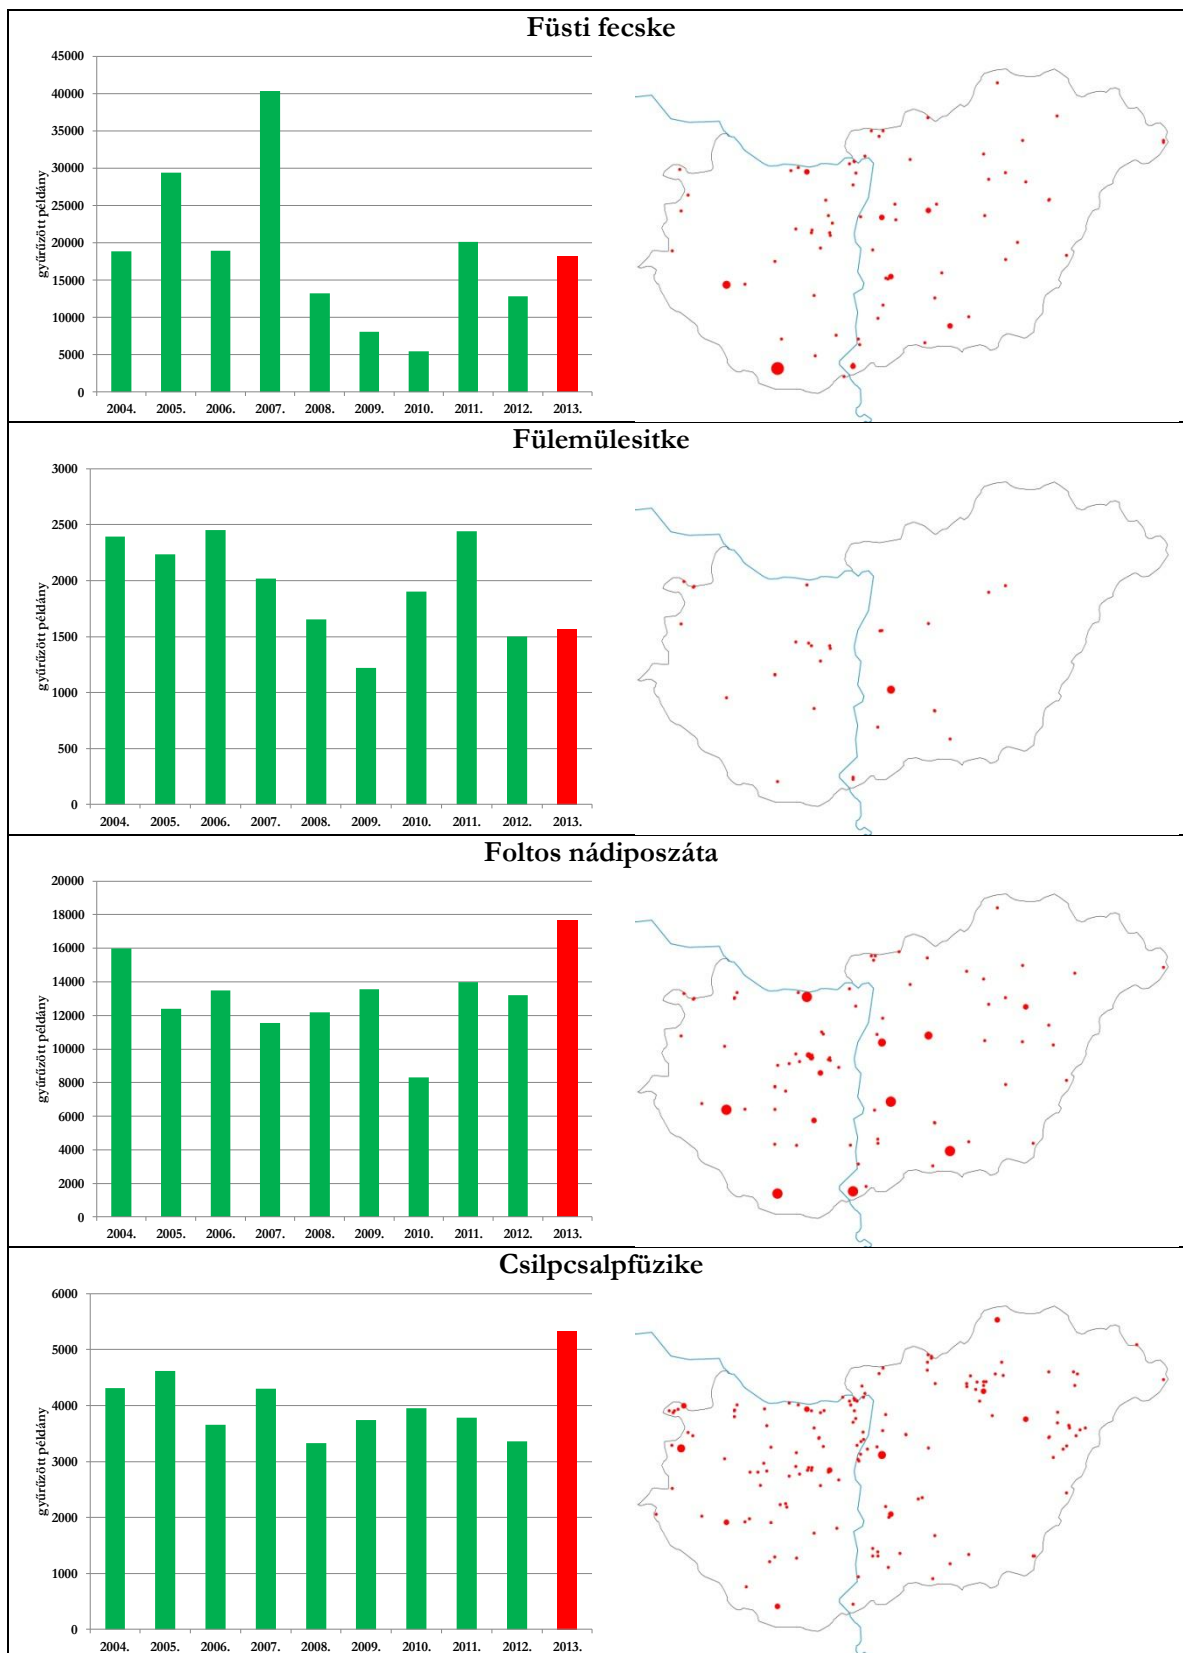 Füsti fecske
gyűrűzött példány
45000
40000
35000
30000
25000
20000
15000
10000
5000
0
2004. 2005. 2006. 2007. 2008. 2009. 2010. 2011. 2012. 2013.
Fülemülesitke
gyűrűzött példány
3000
2500
2000
1500
1000
500
0
2004. 2005. 2006. 2007. 2008. 2009. 2010. 2011. 2012. 2013.
Foltos nádiposzáta
gyűrűzött példány
20000
18000
16000
14000
12000
10000
8000
6000
4000
2000
0
2004. 2005. 2006. 2007. 2008. 2009. 2010. 2011. 2012. 2013.
Csilpcsalpfüzike
gyűrűzött példány
6000
5000
4000
3000
2000
1000
0
2004. 2005. 2006. 2007. 2008. 2009. 2010. 2011. 2012. 2013.